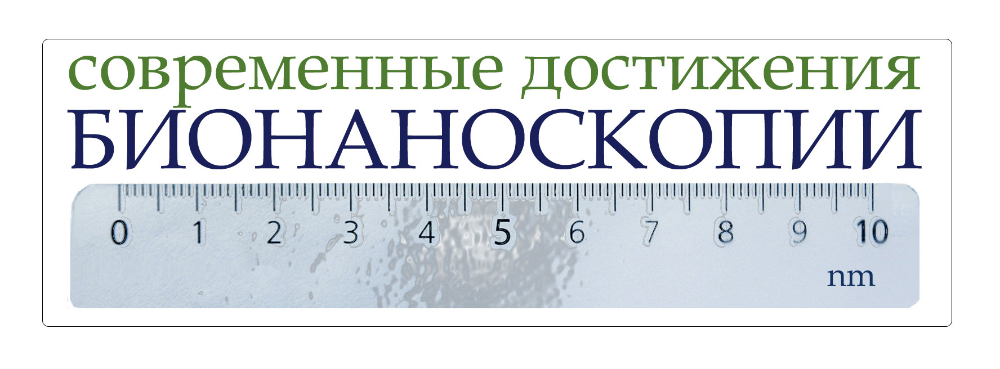 современные достижения
БИОНАНОСКОПИИ
0 1 2 3 4 5 6 7 8 9 10
nm